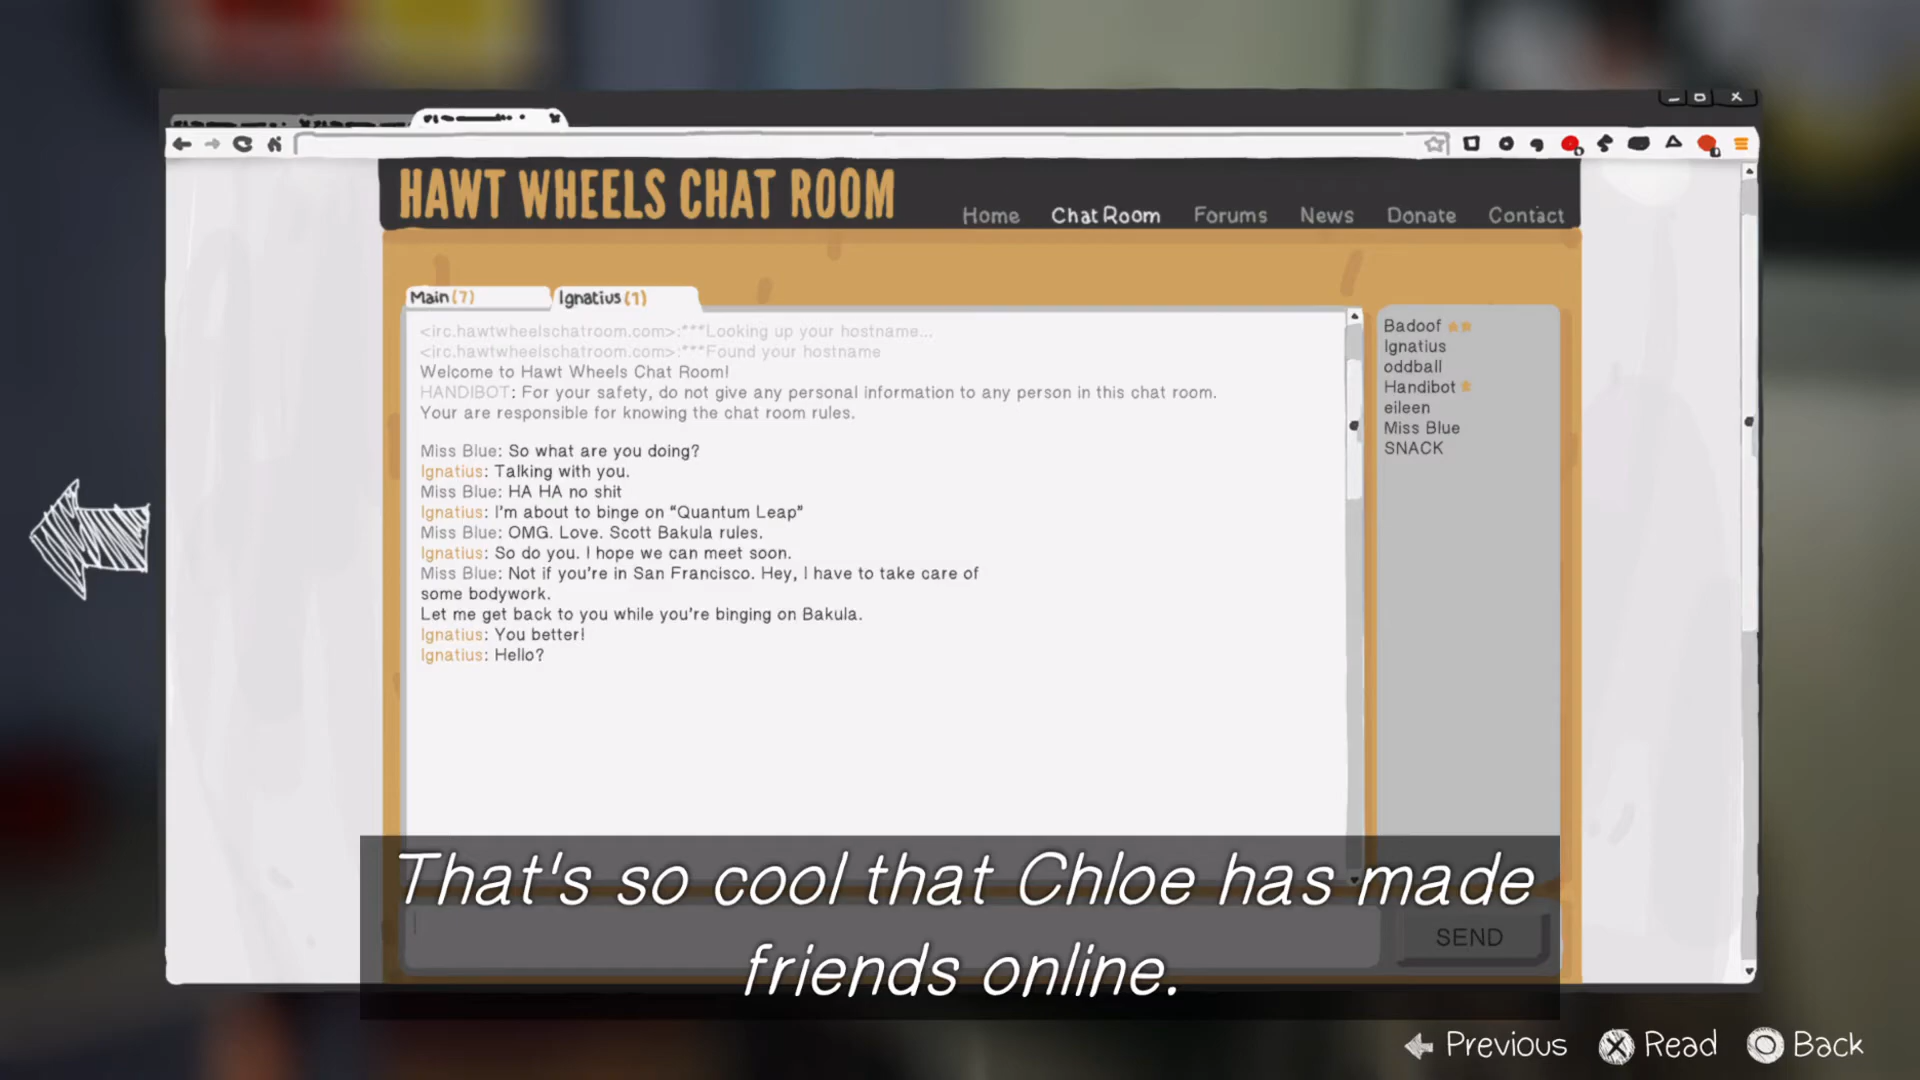 HAWT WHEELS CHAT ROOM
Home Chat Room Forums News Donate Contact
Main (7) Ignatius (1)
<irc.hawtwheelschatroom.com>:***Looking up your hostname...
<irc.hawtwheelschatroom.com>:***Found your hostname
Welcome to Hawt Wheels Chat Room!
HANDIBOT: For your safety, do not give any personal information to any person in this chat room.
Your are responsible for knowing the chat room rules.
Miss Blue: So what are you doing?
Ignatius: Talking with you.
Miss Blue: HA HA no shit
Ignatius: I'm about to binge on “Quantum Leap”
Miss Blue: OMG. Love. Scott Bakula rules.
Ignatius: So do you. I hope we can meet soon.
Miss Blue: Not if you're in San Francisco. Hey, I have to take care of
some bodywork.
Let me get back to you while you're binging on Bakula.
Ignatius: You better!
Ignatius: Hello?
Badoof
Ignatius
oddball
Handibot
eileen
Miss Blue
SNACK
SEND
That's so cool that Chloe has made
friends online.
Previous Read Back